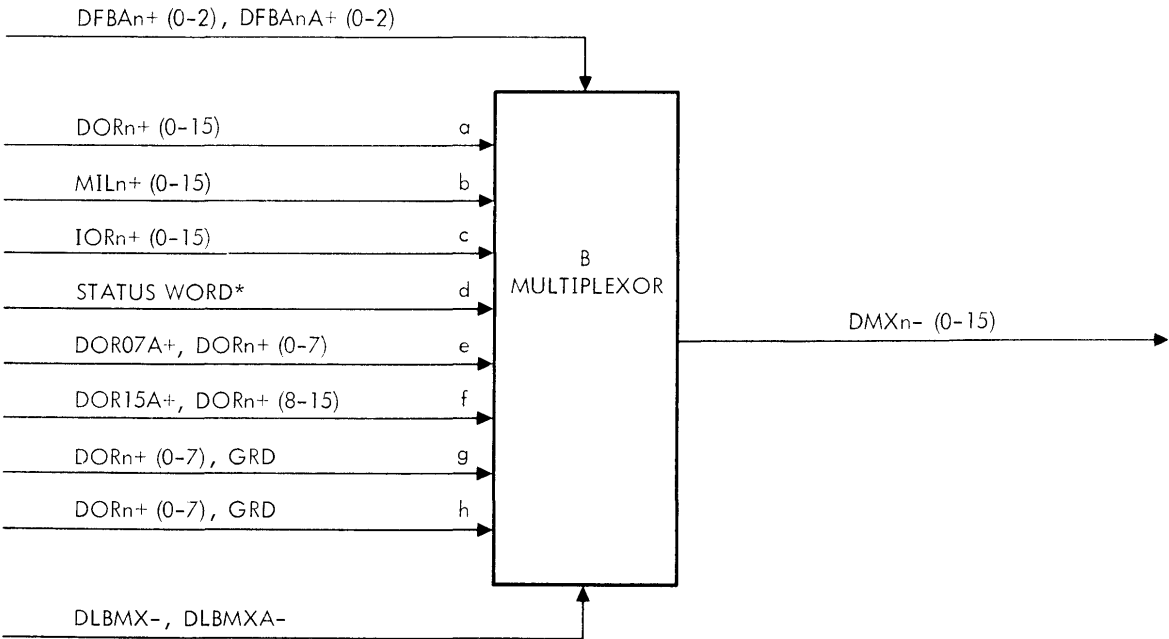 DFBAn+ (0-2), DFBAnA+ (0-2)
DORn+ (0-15) a
MILn+ (0-15) b
IORn+ (0-15) c
STATUS WORD* d
DOR07A+, DORn+ (0-7) e
DOR15A+, DORn+ (8-15) f
DORn+ (0-7), GRD g
DORn+ (0-7), GRD h
B
MULTIPLEXOR
DMXn- (0-15)
DLBMX-, DLBMXA-